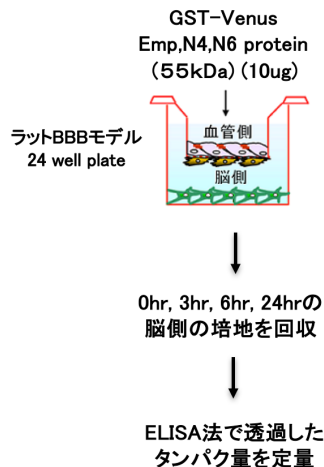 GST-Venus
Emp,N4,N6 protein
(55kDa)(10ug)
ラットBBBモデル
24 well plate
血管側
脳側
0hr, 3hr, 6hr, 24hrの
脳側の培地を回収
ELISA法で透過した
タンパク量を定量